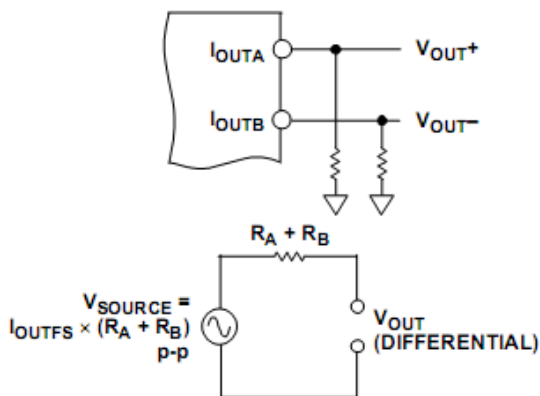 IOUTA
VOUT+
IOUTB
VOUT–
RA + RB
VSOURCE =
IOUTFS × (RA + RB)
p-p
VOUT
(DIFFERENTIAL)